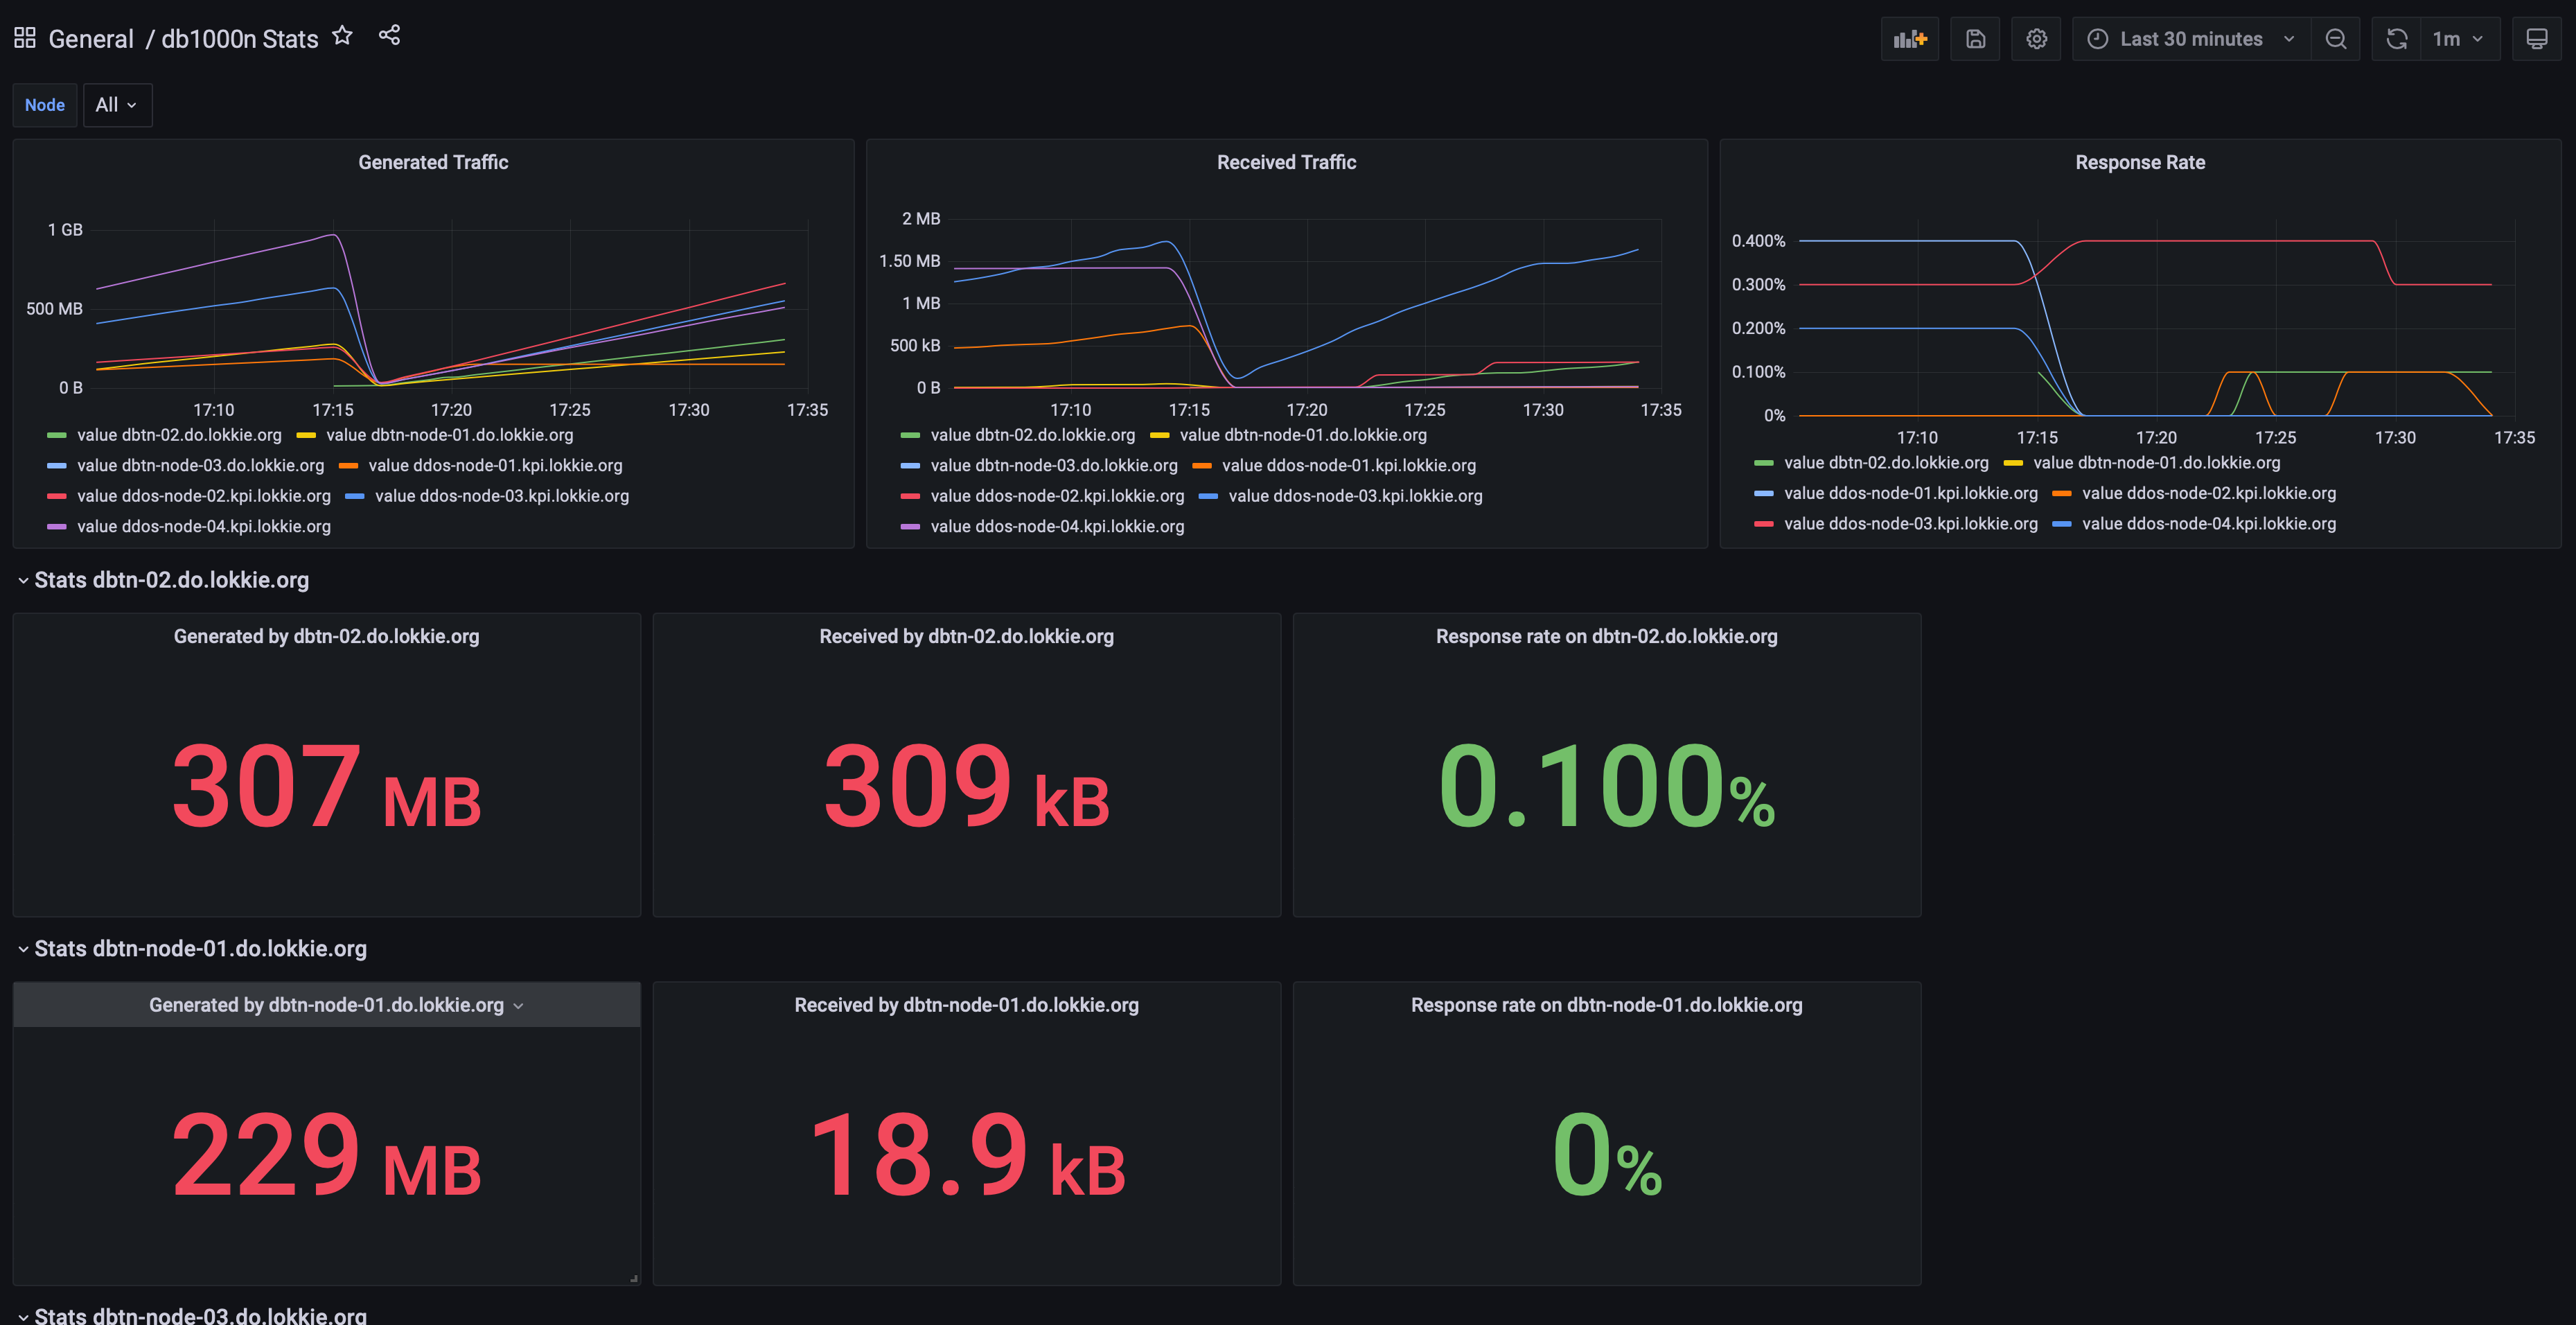 General / db1000n Stats
Last 30 minutes
1m
Node All
Generated Traffic
1 GB
500 MB
0 B
17:10 17:15 17:20 17:25 17:30 17:35
value dbtn-02.do.lokkie.org value dbtn-node-01.do.lokkie.org
value dbtn-node-03.do.lokkie.org value ddos-node-01.kpi.lokkie.org
value ddos-node-02.kpi.lokkie.org value ddos-node-03.kpi.lokkie.org
value ddos-node-04.kpi.lokkie.org
Received Traffic
2 MB
1.50 MB
1 MB
500 kB
0 B
17:10 17:15 17:20 17:25 17:30 17:35
value dbtn-02.do.lokkie.org value dbtn-node-01.do.lokkie.org
value dbtn-node-03.do.lokkie.org value ddos-node-01.kpi.lokkie.org
value ddos-node-02.kpi.lokkie.org value ddos-node-03.kpi.lokkie.org
value ddos-node-04.kpi.lokkie.org
Response Rate
0.400%
0.300%
0.200%
0.100%
0%
17:10 17:15 17:20 17:25 17:30 17:35
value dbtn-02.do.lokkie.org value dbtn-node-01.do.lokkie.org
value ddos-node-01.kpi.lokkie.org value ddos-node-02.kpi.lokkie.org
value ddos-node-03.kpi.lokkie.org value ddos-node-04.kpi.lokkie.org
Stats dbtn-02.do.lokkie.org
Generated by dbtn-02.do.lokkie.org
307 MB
Received by dbtn-02.do.lokkie.org
309 kB
Response rate on dbtn-02.do.lokkie.org
0.100%
Stats dbtn-node-01.do.lokkie.org
Generated by dbtn-node-01.do.lokkie.org
229 MB
Received by dbtn-node-01.do.lokkie.org
18.9 kB
Response rate on dbtn-node-01.do.lokkie.org
0%
Stats dbtn-node-03.do.lokkie.org